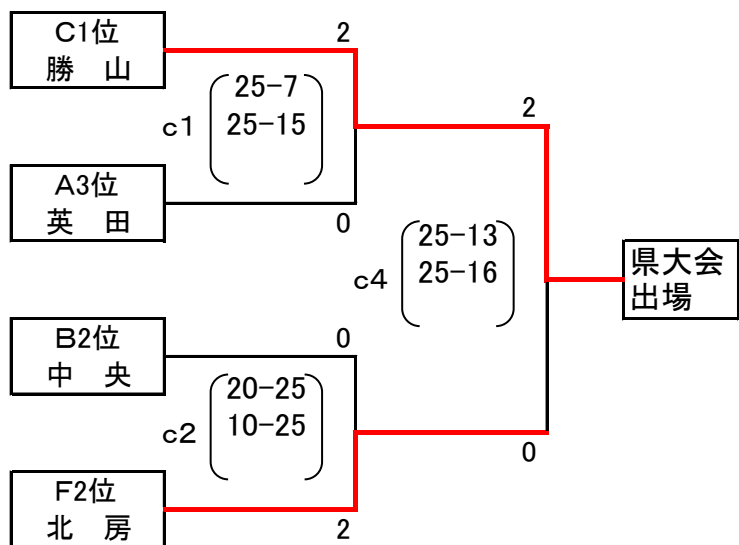 C1位
勝　山
2
c1
25-7
25-15
A3位
英　田
0
2
c4
25-13
25-16
県大会
出場
B2位
中　央
0
c2
20-25
10-25
0
F2位
北　房
2